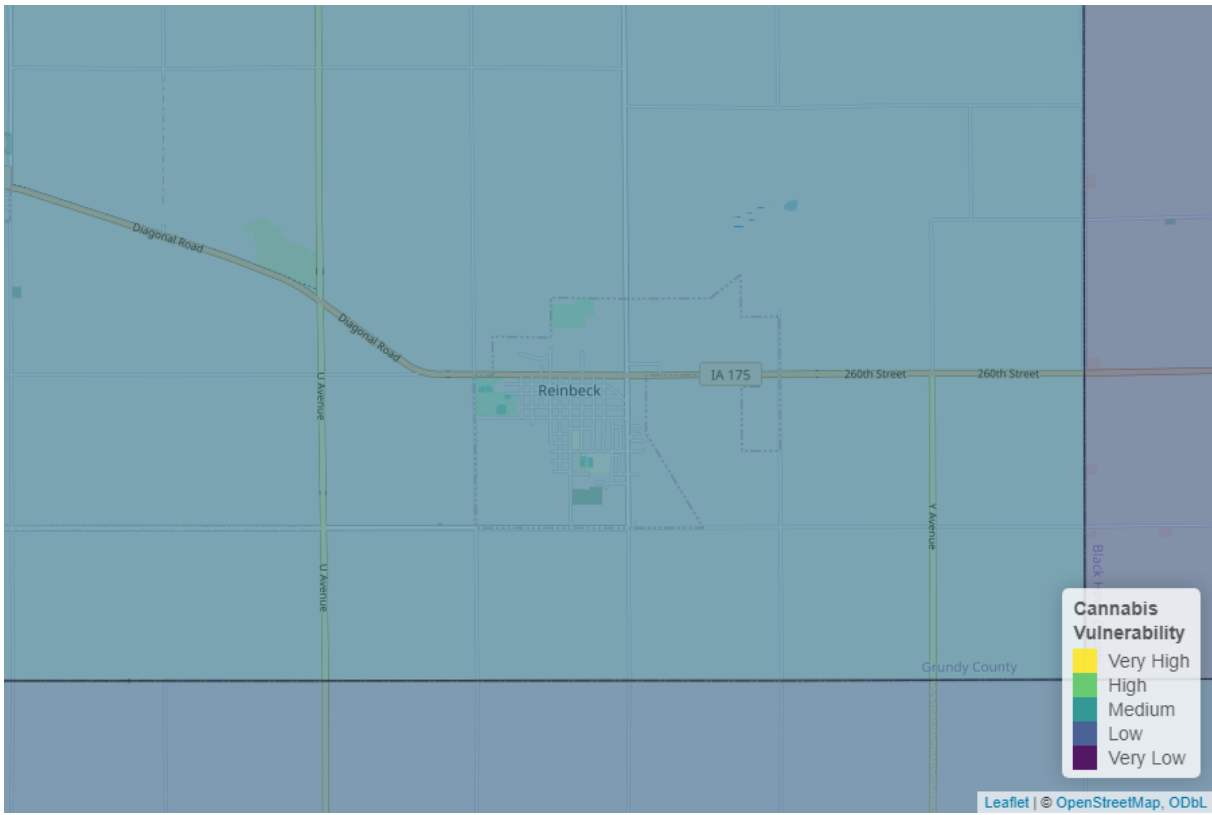 Diagonal Road
Diagonal Road
U Avenue
Reinbeck
IA 175
260th Street
260th Street
Y Avenue
U Avenue
Grundy County
Cannabis
Vulnerability
Very High
High
Medium
Low
Very Low
Leaflet | © OpenStreetMap, ODbL